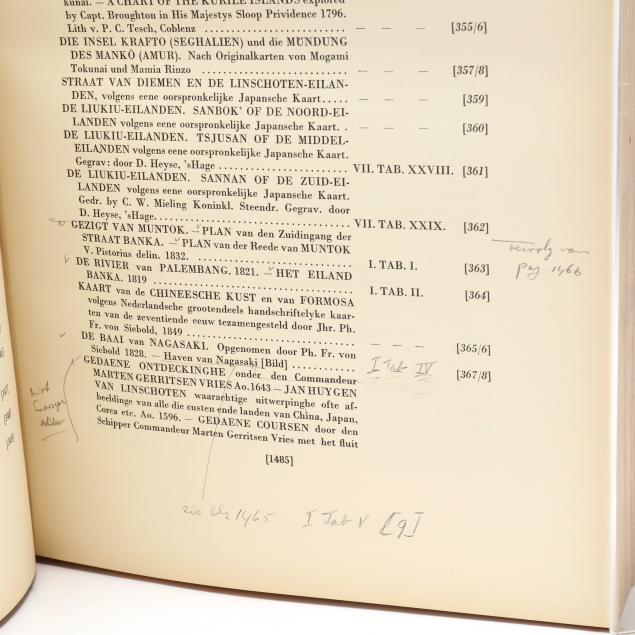 kunai. — A CHART OF THE KURILE ISLANDS explored
by Capt. Broughton in His Majestys Sloop Prividence 1796.
Lith v. P. C. Tesch, Coblenz .................... — — — [355/6]
DIE INSEL KRAFTO (SEGHALIEN) und die MÜNDUNG
DES MANKÔ (AMUR). Nach Originalkarten von Mogami
Tokunai und Mamia Rinzo .................... — — — [357/8]
STRAAT VAN DIEMEN EN DE LINSCHOTEN-EILAN-
DEN, volgens eene oorspronkelijke Japansche Kaart..... — — — [359]
DE LIUKIU-EILANDEN. SANBOK' OF DE NOORD-EI-
LANDEN volgens eene oorspronkelijke Japansche Kaart. . — — — [360]
DE LIUKIU-EILANDEN. TSJUSAN OF DE MIDDEL-
EILANDEN volgens eene oorspronkelijke Japansche Kaart.
Gegrav: door D. Heyse, 'sHage .................... VII. TAB. XXVIII. [361]
DE LIUKIU-EILANDEN. SANNAN OF DE ZUID-EI-
LANDEN volgens eene oorspronkelijke Japansche Kaart.
Gedr. by C. W. Mieling Koninkl. Steendr. Gegrav. door
D. Heyse, 'sHage.............................. VII. TAB. XXIX. [362]
GEZIGT VAN MUNTOK. — PLAN van den Zuidingang der
STRAAT BANKA. — PLAN van der Reede van MUNTOK
V. Pistorius delin. 1832. .................... I. TAB. I. [363]
vervolg van
pag. 1466
DE RIVIER van PALEMBANG. 1821. — HET EILAND
BANKA. 1819 .................... I. TAB. II. [364]
KAART van de CHINEESCHE KUST en van FORMOSA
volgens Nederlandsche grootendeels handschriftelyke kaar-
ten van de zeventiende eeuw tezamengesteld door Jhr. Ph.
Fr. von Siebold, 1849 .................... — — — [365/6]
DE BAAI van NAGASAKI. Opgenomen door Ph. Fr. von
Siebold 1828. — Haven van Nagasaki [Bild] ............ I Tab IV [367/8]
GEDAENE ONTDECKINGHE onder den Commandeur
MARTEN GERRITSEN VRIES Ao.1643 — JAN HUYGEN
VAN LINSCHOTEN waarachtige uitwerpinghe ofte af-
beeldinge van alle die custen ende landen van China, Japan,
Corea etc. Ao. 1596. — GEDAENE COURSEN door den
Schipper Commandeur Marten Gerritsen Vries met het fluit
[1485]
zie blz 1465 I Tab V [9]